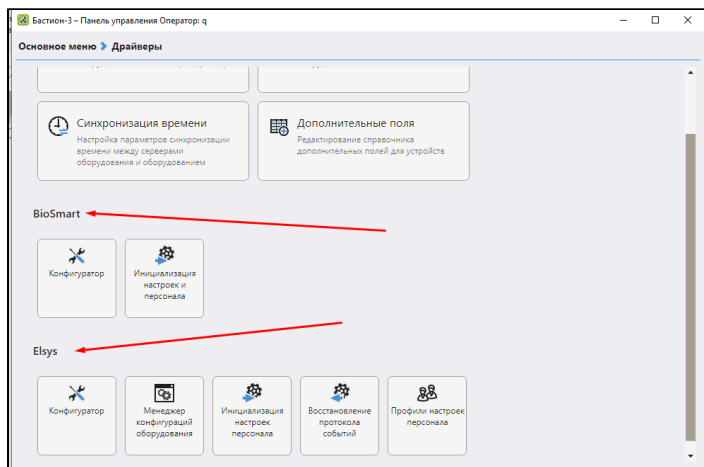 Бастион-3 – Панель управления Оператор: q
Основное меню Драйверы
Синхронизация времени
Настройка параметров синхронизации
времени между серверами
оборудования и оборудованием
Дополнительные поля
Редактирование справочника
дополнительных полей для устройств
BioSmart
Конфигуратор
Инициализация
настроек и
персонала
Elsys
Конфигуратор
Менеджер
конфигураций
оборудования
Инициализация
настроек
персонала
Восстановление
протокола
событий
Профили настроек
персонала